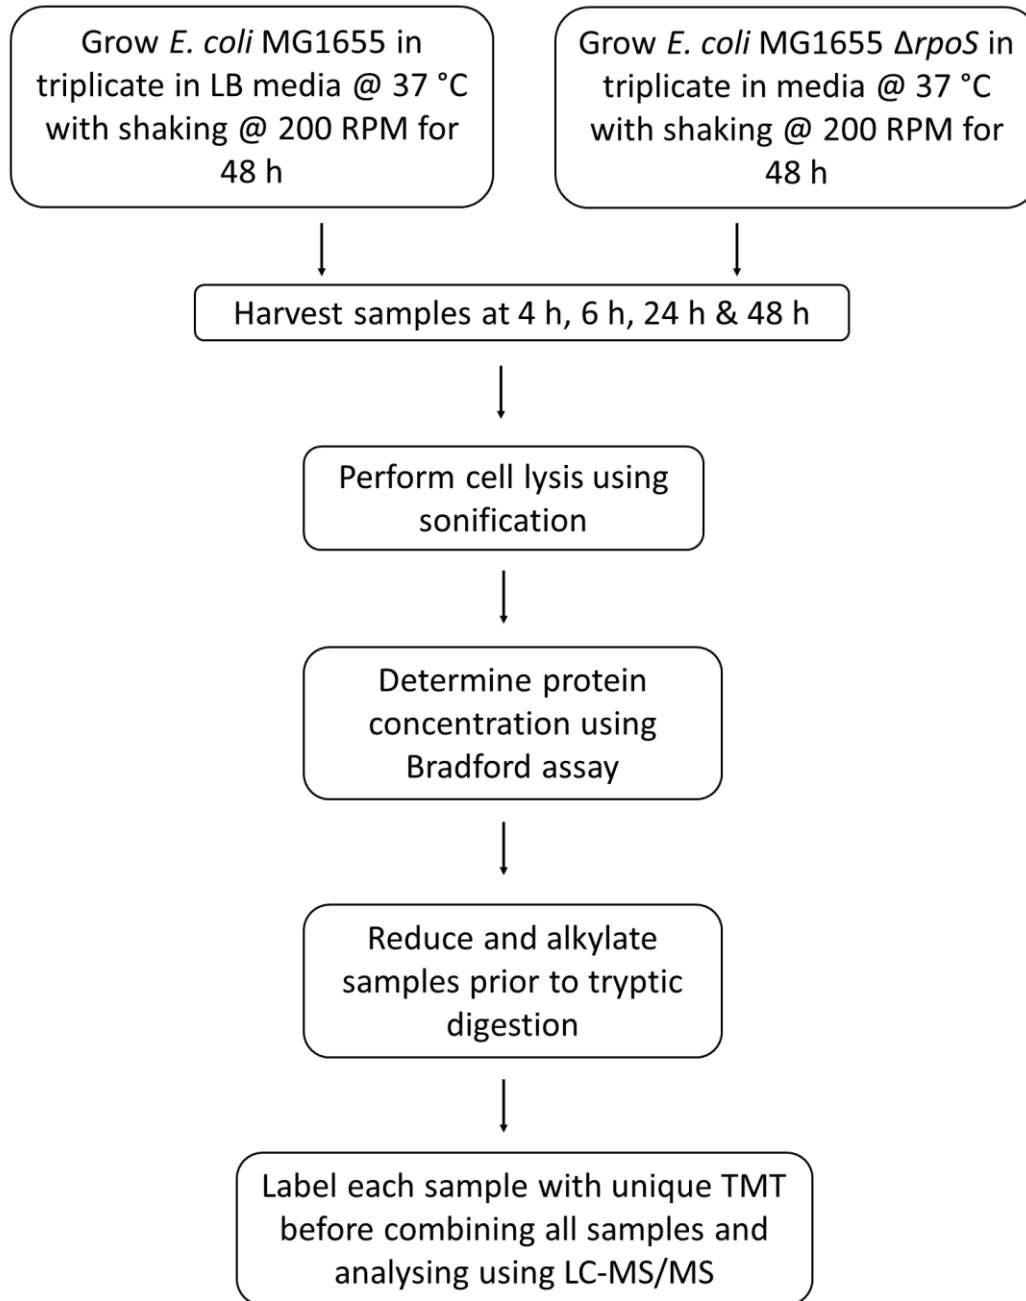 Grow E. coli MG1655 in
triplicate in LB media @ 37 °C
with shaking @ 200 RPM for
48 h
Grow E. coli MG1655 ΔrpoS in
triplicate in media @ 37 °C
with shaking @ 200 RPM for
48 h
Harvest samples at 4 h, 6 h, 24 h & 48 h
Perform cell lysis using
sonification
Determine protein
concentration using
Bradford assay
Reduce and alkylate
samples prior to tryptic
digestion
Label each sample with unique TMT
before combining all samples and
analysing using LC-MS/MS